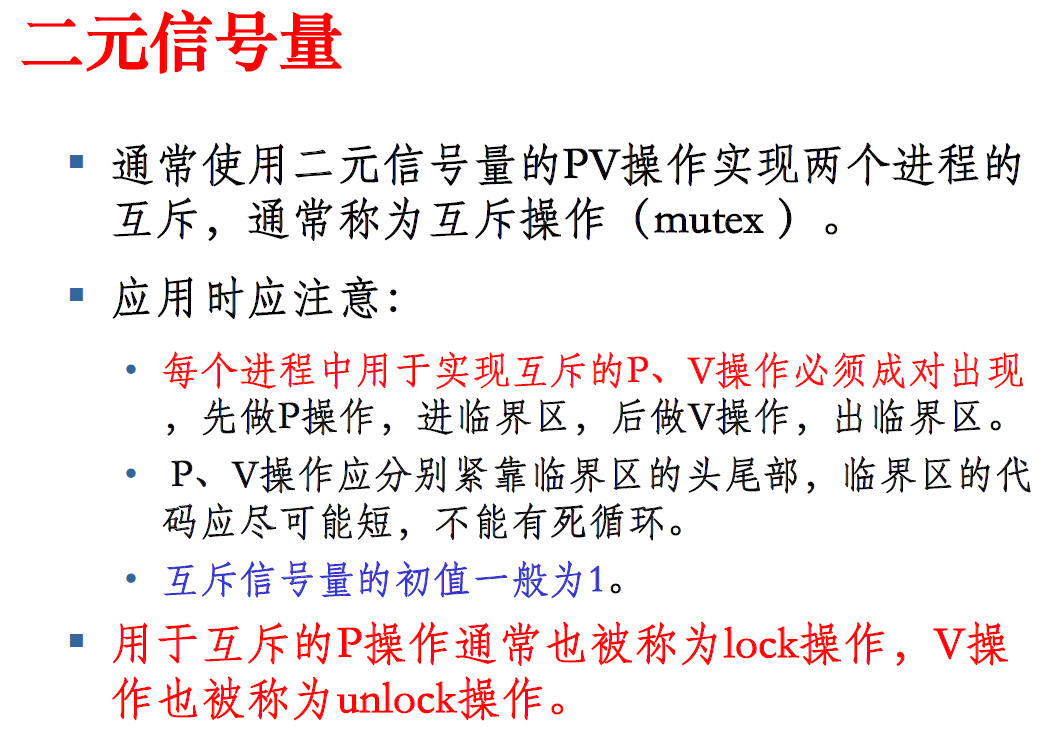 二元信号量
▪ 通常使用二元信号量的PV操作实现两个进程的
互斥，通常称为互斥操作（mutex ）。
▪ 应用时应注意：
• 每个进程中用于实现互斥的P、V操作必须成对出现
，先做P操作，进临界区，后做V操作，出临界区。
• P、V操作应分别紧靠临界区的头尾部，临界区的代
码应尽可能短，不能有死循环。
• 互斥信号量的初值一般为1。
▪ 用于互斥的P操作通常也被称为lock操作，V操
作也被称为unlock操作。